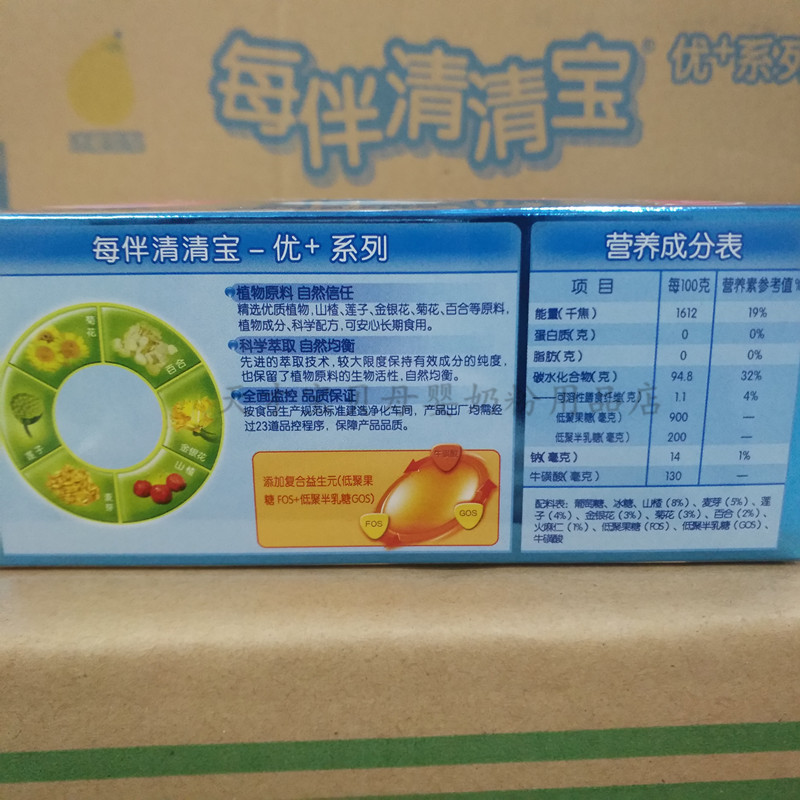 每伴清清宝
优+系列
每伴清清宝-优+ 系列
植物原料 自然信任
精选优质植物,山楂、莲子、金银花、菊花、百合等原料,
植物成分、科学配方,可安心长期食用。
科学萃取 自然均衡
先进的萃取技术,较大限度保持有效成分的纯度,
也保留了植物原料的生物活性,自然均衡。
全面监控 品质保证
按食品生产规范标准建造净化车间,产品出厂均需经
过23道品控程序,保障产品品质。
菊花
百合
金银花
山楂
麦芽
莲子
添加复合益生元(低聚果
糖FOS+低聚半乳糖GOS)
牛磺酸
FOS
GOS
营养成分表
项目 每100克 营养素参考值%
能量(千焦) 1612 19%
蛋白质(克) 0 0%
脂肪(克) 0 0%
碳水化合物(克) 94.8 32%
—可溶性膳食纤维(克) 1.1 4%
低聚果糖(毫克) 900 —
低聚半乳糖(毫克) 200 —
钠(毫克) 14 1%
牛磺酸(毫克) 130 —
配料表:葡萄糖、冰糖、山楂(8%)、麦芽(5%)、莲
子(4%)、金银花(3%)、菊花(3%)、百合(2%)、
火麻仁(1%)、低聚果糖(FOS)、低聚半乳糖(GOS)、
牛磺酸
母婴奶粉用品店